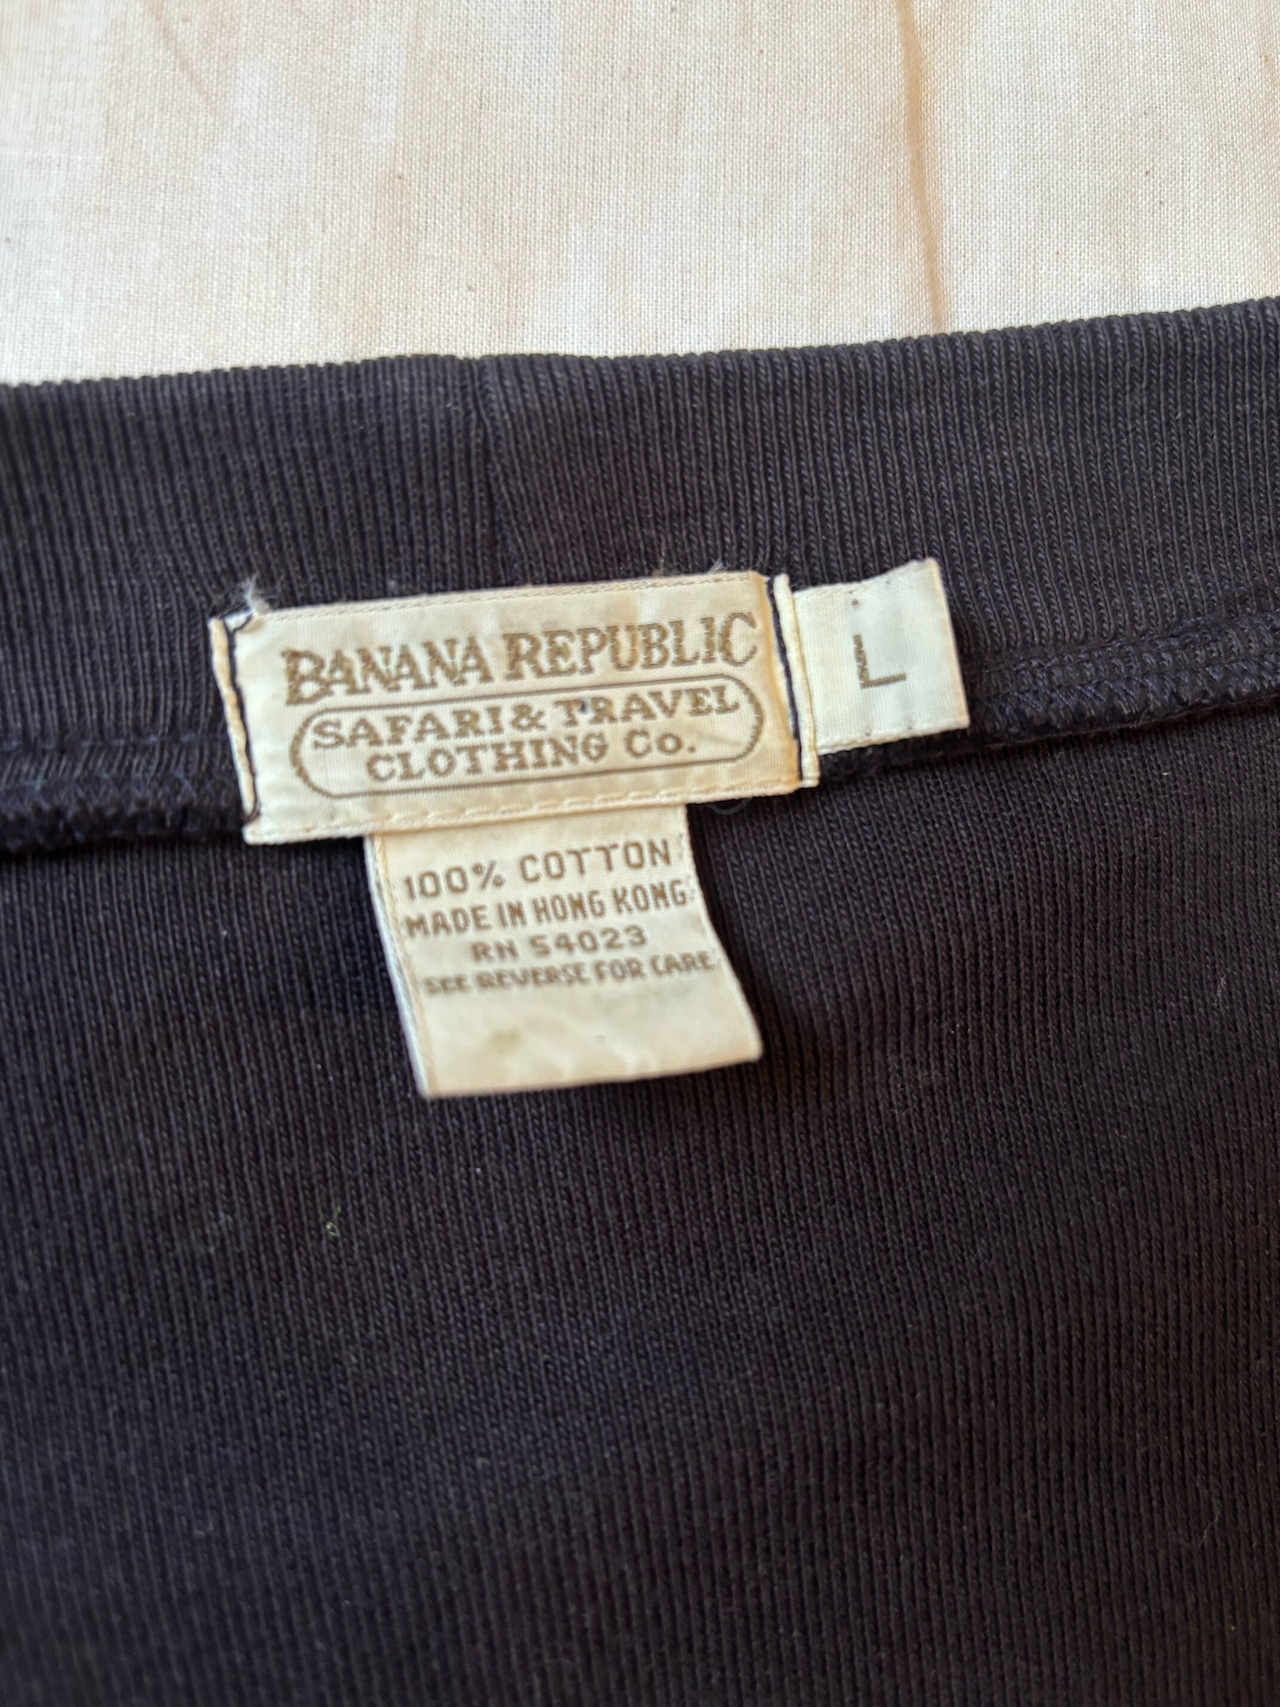 BANANA REPUBLIC
SAFARI & TRAVEL
CLOTHING Co.
L
100% COTTON
MADE IN HONG KONG
RN 54023
SEE REVERSE FOR CARE